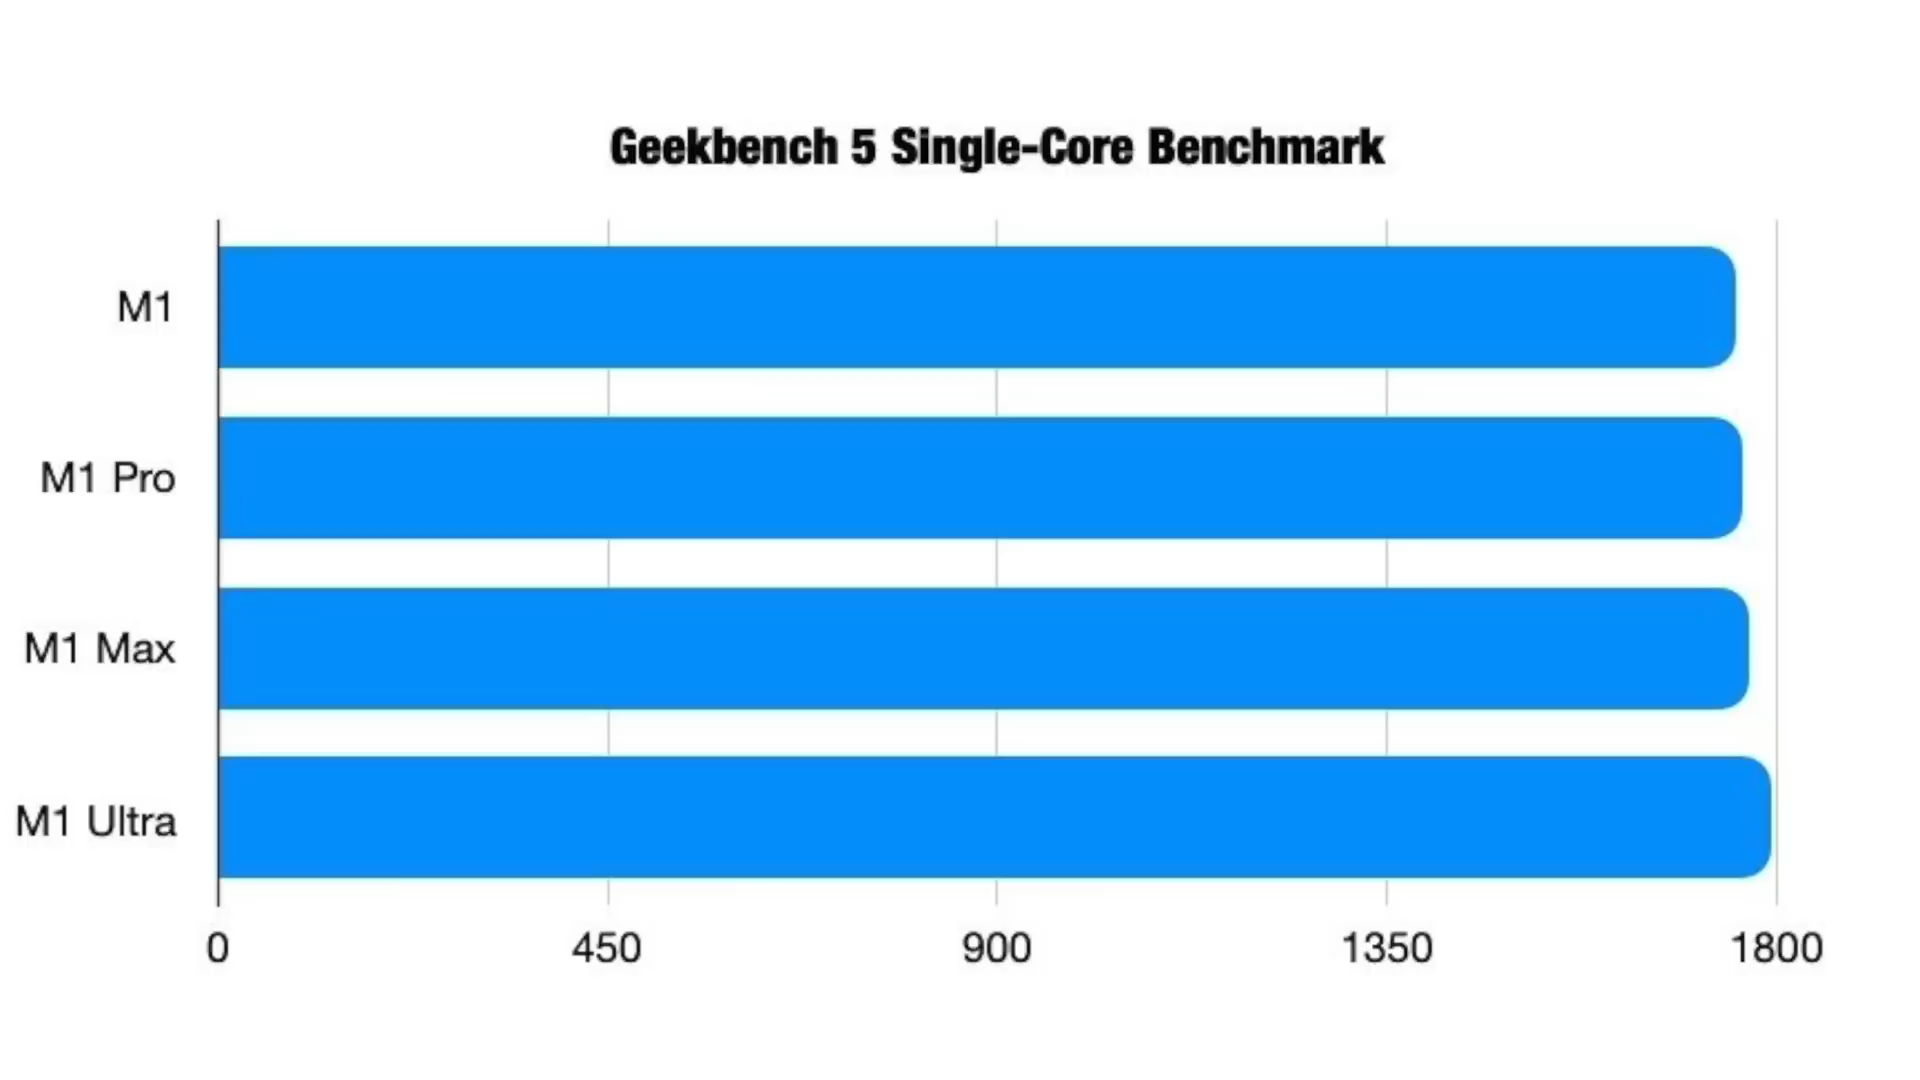 Geekbench 5 Single-Core Benchmark
M1
M1 Pro
M1 Max
M1 Ultra
0 450 900 1350 1800